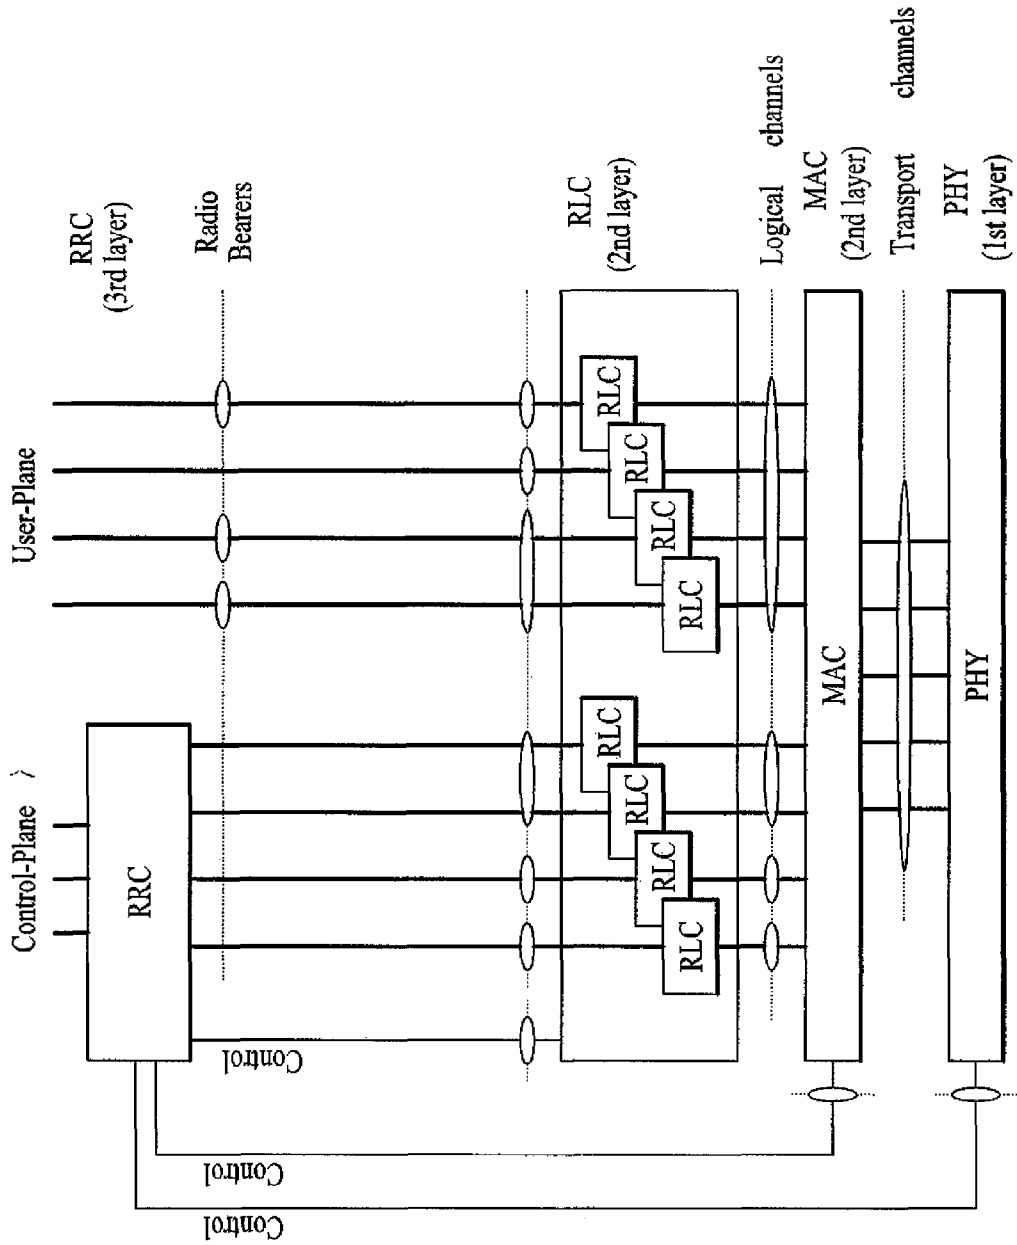 Control-Plane
User-Plane
RRC
(3rd layer)
RRC
Radio
Bearers
Control
Control
Control
RLC
(2nd layer)
RLC
RLC
RLC
RLC
RLC
RLC
RLC
RLC
Logical channels
MAC
(2nd layer)
MAC
Transport channels
PHY
(1st layer)
PHY